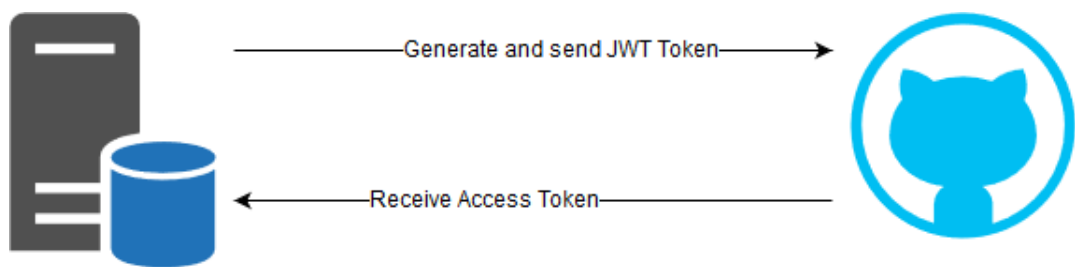 Generate and send JWT Token
Receive Access Token